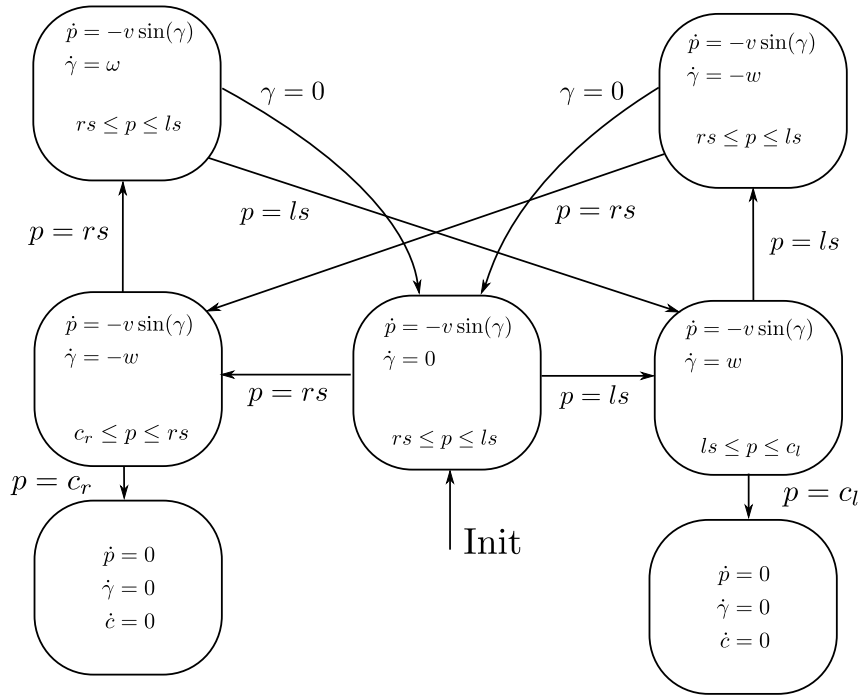 ṗ = −v sin(γ)
γ̇ = ω
rs ≤ p ≤ ls
γ = 0
γ = 0
ṗ = −v sin(γ)
γ̇ = −w
rs ≤ p ≤ ls
p = rs
p = ls
p = rs
p = ls
ṗ = −v sin(γ)
γ̇ = −w
c_r ≤ p ≤ rs
p = rs
ṗ = −v sin(γ)
γ̇ = 0
rs ≤ p ≤ ls
p = ls
ṗ = −v sin(γ)
γ̇ = w
ls ≤ p ≤ c_l
p = c_r
p = c_l
Init
ṗ = 0
γ̇ = 0
ċ = 0
ṗ = 0
γ̇ = 0
ċ = 0